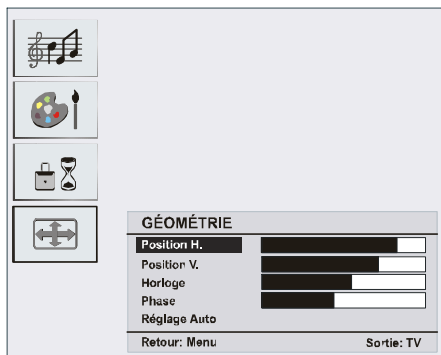 GÉOMÉTRIE
Position H.
Position V.
Horloge
Phase
Réglage Auto
Retour: Menu Sortie: TV